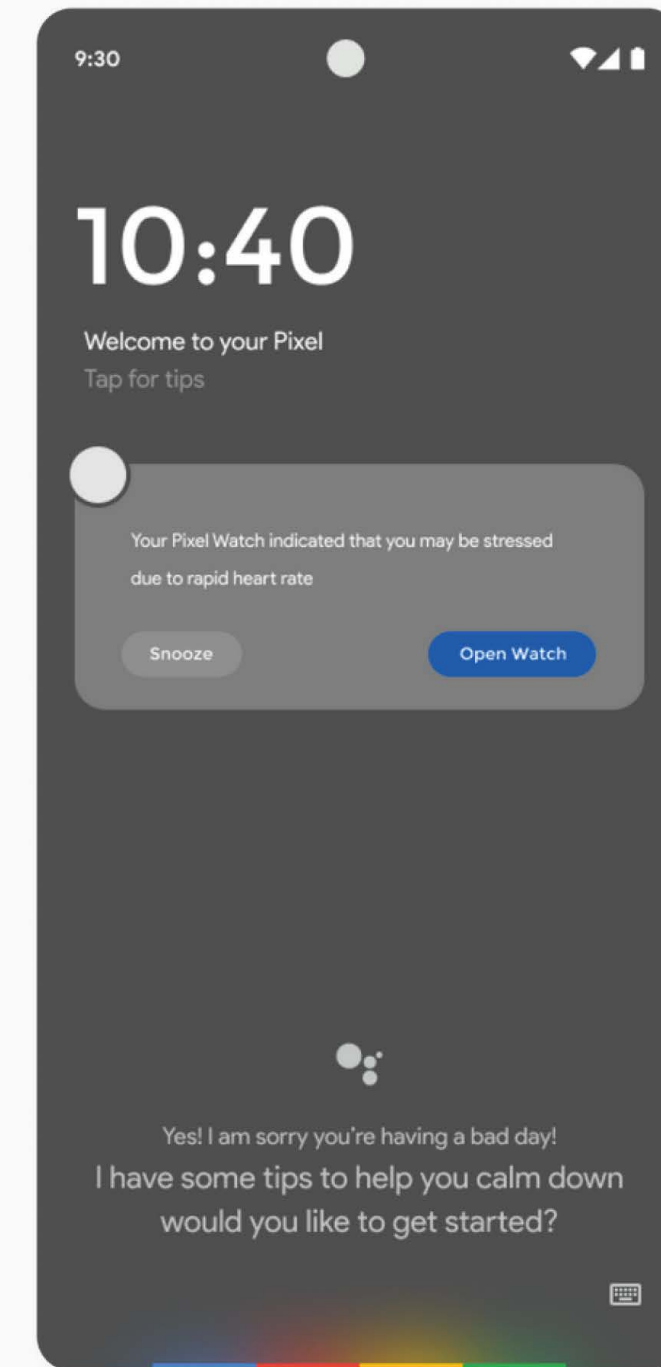 9:30
10:40
Welcome to your Pixel
Tap for tips
Your Pixel Watch indicated that you may be stressed
due to rapid heart rate
Snooze
Open Watch
Yes! I am sorry you're having a bad day!
I have some tips to help you calm down
would you like to get started?